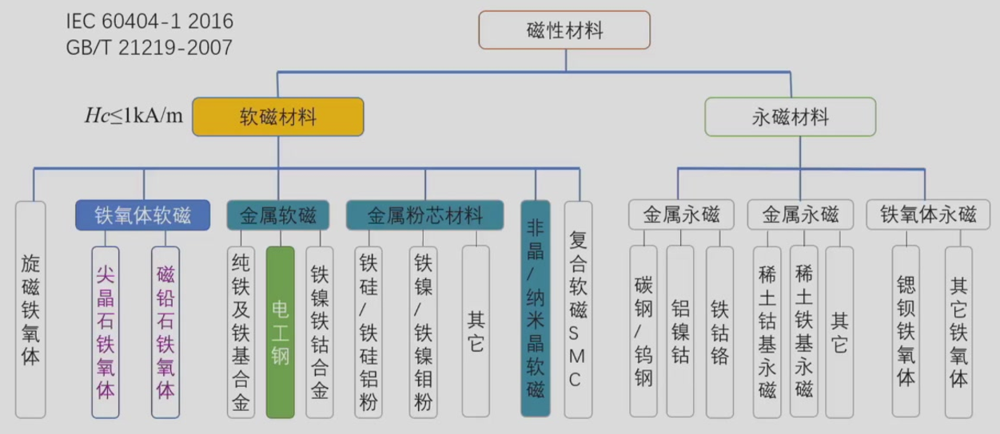 IEC 60404-1 2016
GB/T 21219-2007
磁性材料
Hc≤1kA/m
软磁材料
永磁材料
旋磁铁氧体
铁氧体软磁
尖晶石铁氧体
磁铅石铁氧体
金属软磁
纯铁及铁基合金
电工钢
铁镍铁钴合金
金属粉芯材料
铁硅/铁硅铝粉
铁镍/铁镍钼粉
其它
非晶/纳米晶软磁
复合软磁SMC
金属永磁
碳钢/钨钢
铝镍钴
铁钴铬
金属永磁
稀土钴基永磁
稀土铁基永磁
其它
铁氧体永磁
锶钡铁氧体
其它铁氧体